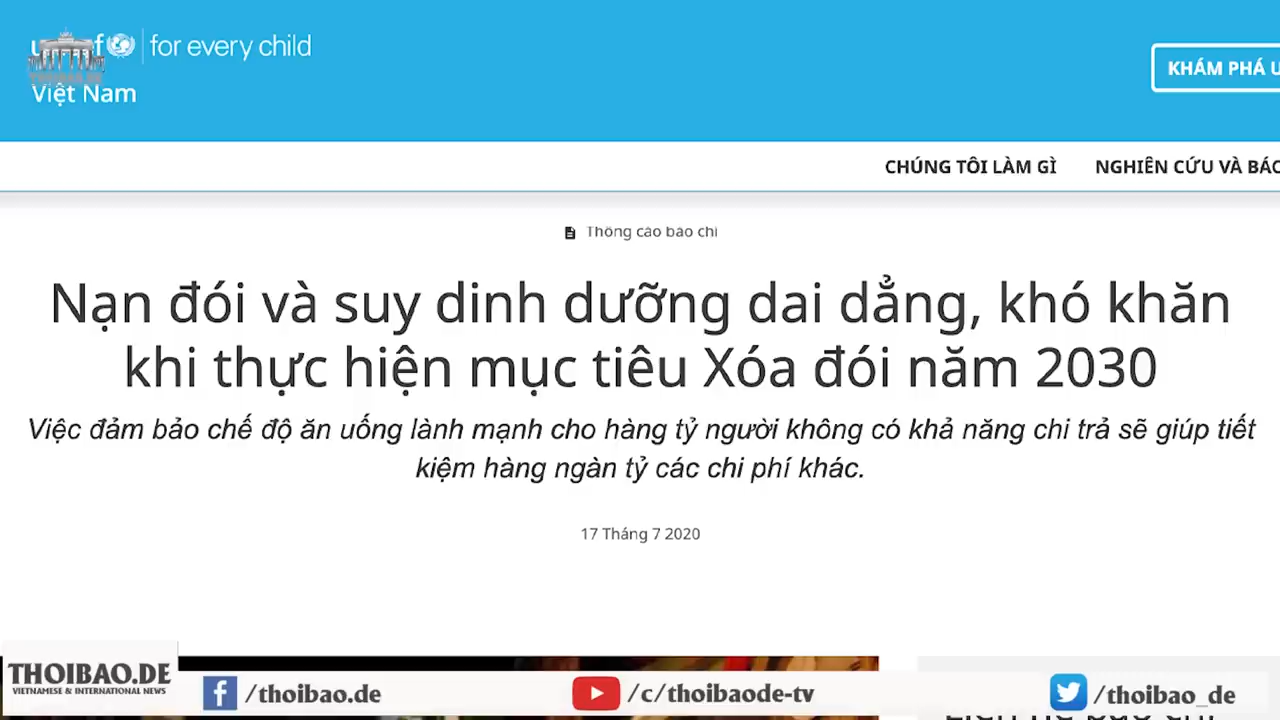 unicef for every child
THOIBAO.DE
Việt Nam
KHÁM PHÁ U
CHÚNG TÔI LÀM GÌ NGHIÊN CỨU VÀ BÁO
Thông cáo báo chí
Nạn đói và suy dinh dưỡng dai dẳng, khó khăn
khi thực hiện mục tiêu Xóa đói năm 2030
Việc đảm bảo chế độ ăn uống lành mạnh cho hàng tỷ người không có khả năng chi trả sẽ giúp tiết
kiệm hàng ngàn tỷ các chi phí khác.
17 Tháng 7 2020
THOIBAO.DE
VIETNAMESE & INTERNATIONAL NEWS
/thoibao.de /c/thoibaode-tv /thoibao_de